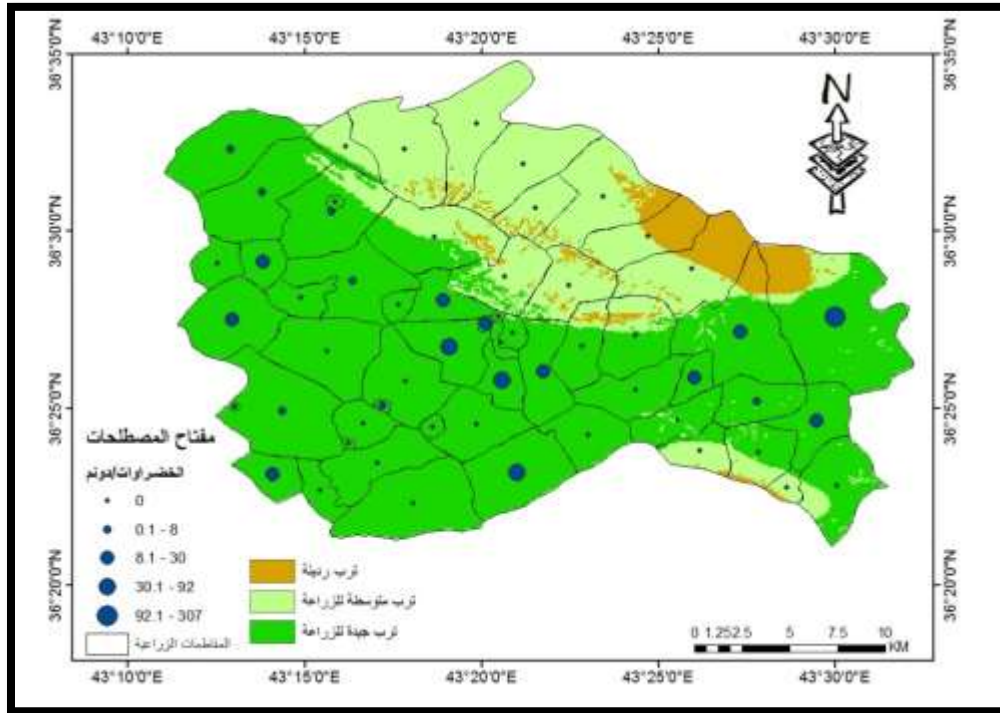 43°10'0"E 43°15'0"E 43°20'0"E 43°25'0"E 43°30'0"E
36°35'0"N 36°35'0"N
N
36°30'0"N 36°30'0"N
36°25'0"N 36°25'0"N
36°20'0"N 36°20'0"N
مفتاح المصطلحات
الخضراوات/دونم
0
0.1 - 8
8.1 - 30
30.1 - 92
92.1 - 307
المقاطعات الزراعية
ترب رديئة
ترب متوسطة للزراعة
ترب جيدة للزراعة
0 1.25 2.5 5 7.5 10
KM
43°10'0"E 43°15'0"E 43°20'0"E 43°25'0"E 43°30'0"E